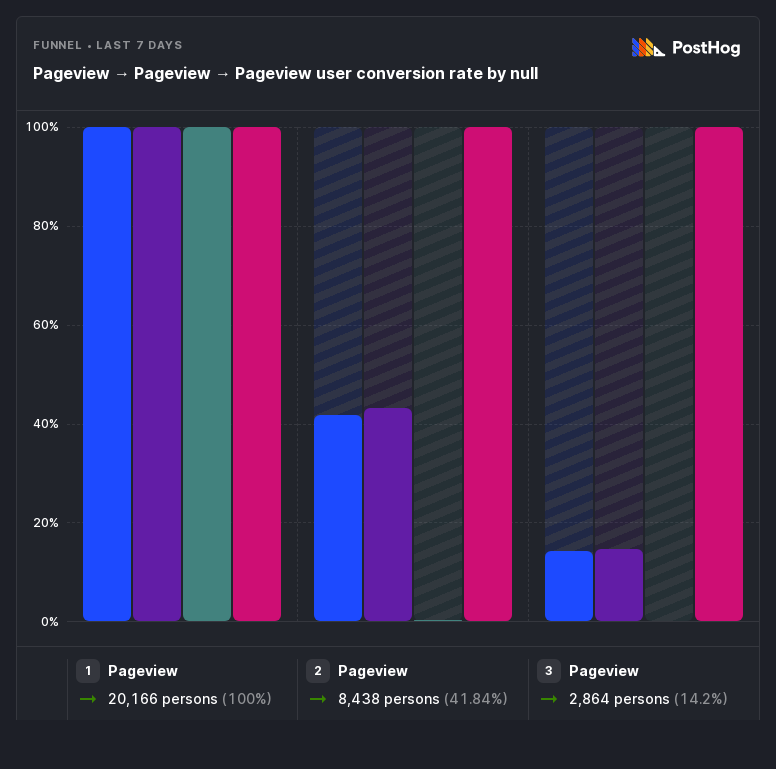 FUNNEL • LAST 7 DAYS
PostHog
Pageview → Pageview → Pageview user conversion rate by null
100%
80%
60%
40%
20%
0%
1 Pageview
→ 20,166 persons (100%)
2 Pageview
→ 8,438 persons (41.84%)
3 Pageview
→ 2,864 persons (14.2%)